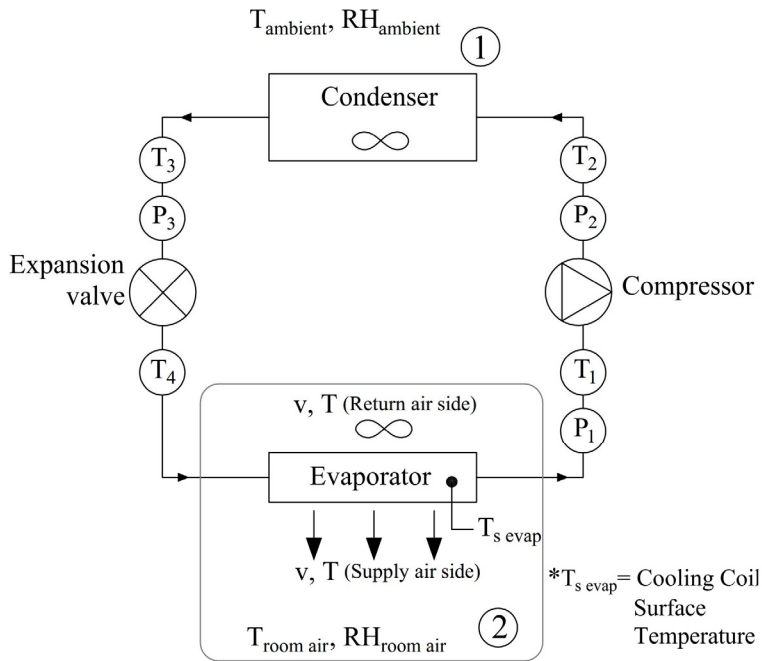 T_ambient, RH_ambient
1
Condenser
T3
T2
P3
P2
Expansion
valve
Compressor
T4
T1
v, T (Return air side)
P1
Evaporator
T_s evap
v, T (Supply air side)
*T_s evap= Cooling Coil
Surface
Temperature
T_room air, RH_room air
2